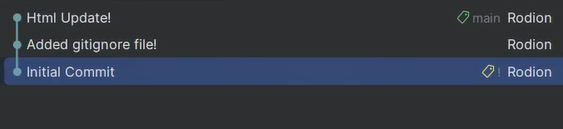 Html Update! main Rodion
Added gitignore file! Rodion
Initial Commit ! Rodion